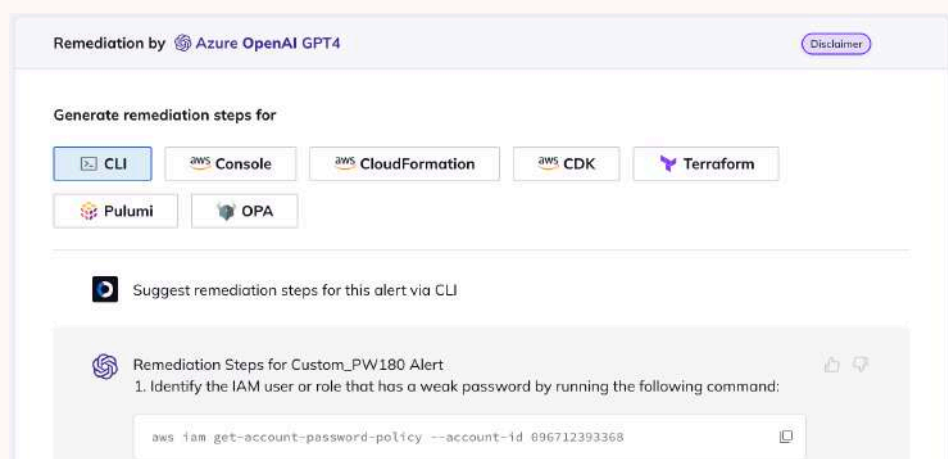 Remediation by Azure OpenAI GPT4
Disclaimer
Generate remediation steps for
CLI
aws Console
aws CloudFormation
aws CDK
Terraform
Pulumi
OPA
Suggest remediation steps for this alert via CLI
Remediation Steps for Custom_PW180 Alert
1. Identify the IAM user or role that has a weak password by running the following command:
aws iam get-account-password-policy --account-id 096712393368